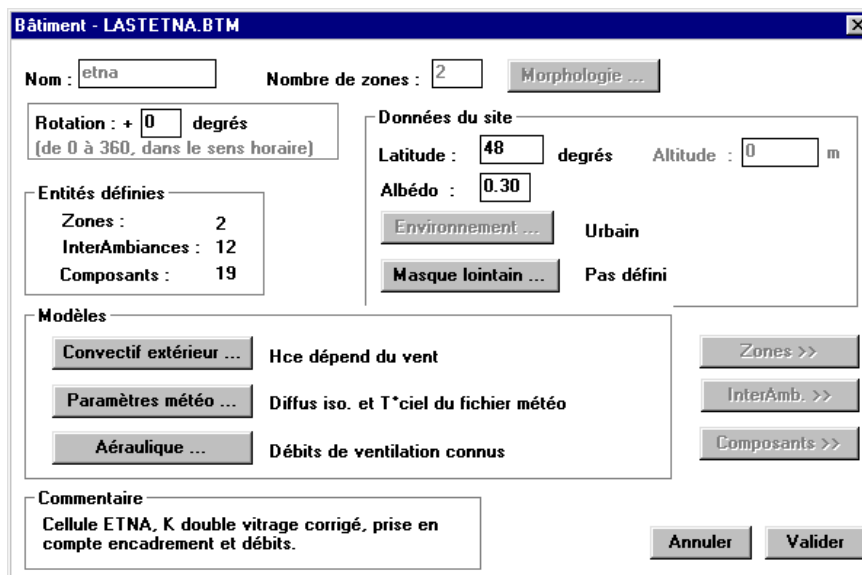 Bâtiment - LASTETNA.BTM
Nom : etna Nombre de zones : 2 Morphologie ...
Rotation : + 0 degrés
(de 0 à 360, dans le sens horaire)
Données du site
Latitude : 48 degrés Altitude : 0 m
Albédo : 0.30
Environnement ... Urbain
Masque lointain ... Pas défini
Entités définies
Zones : 2
InterAmbiances : 12
Composants : 19
Modèles
Convectif extérieur ... Hce dépend du vent
Paramètres météo ... Diffus iso. et T°ciel du fichier météo
Aéraulique ... Débits de ventilation connus
Zones >>
InterAmb. >>
Composants >>
Commentaire
Cellule ETNA, K double vitrage corrigé, prise en
compte encadrement et débits.
Annuler Valider